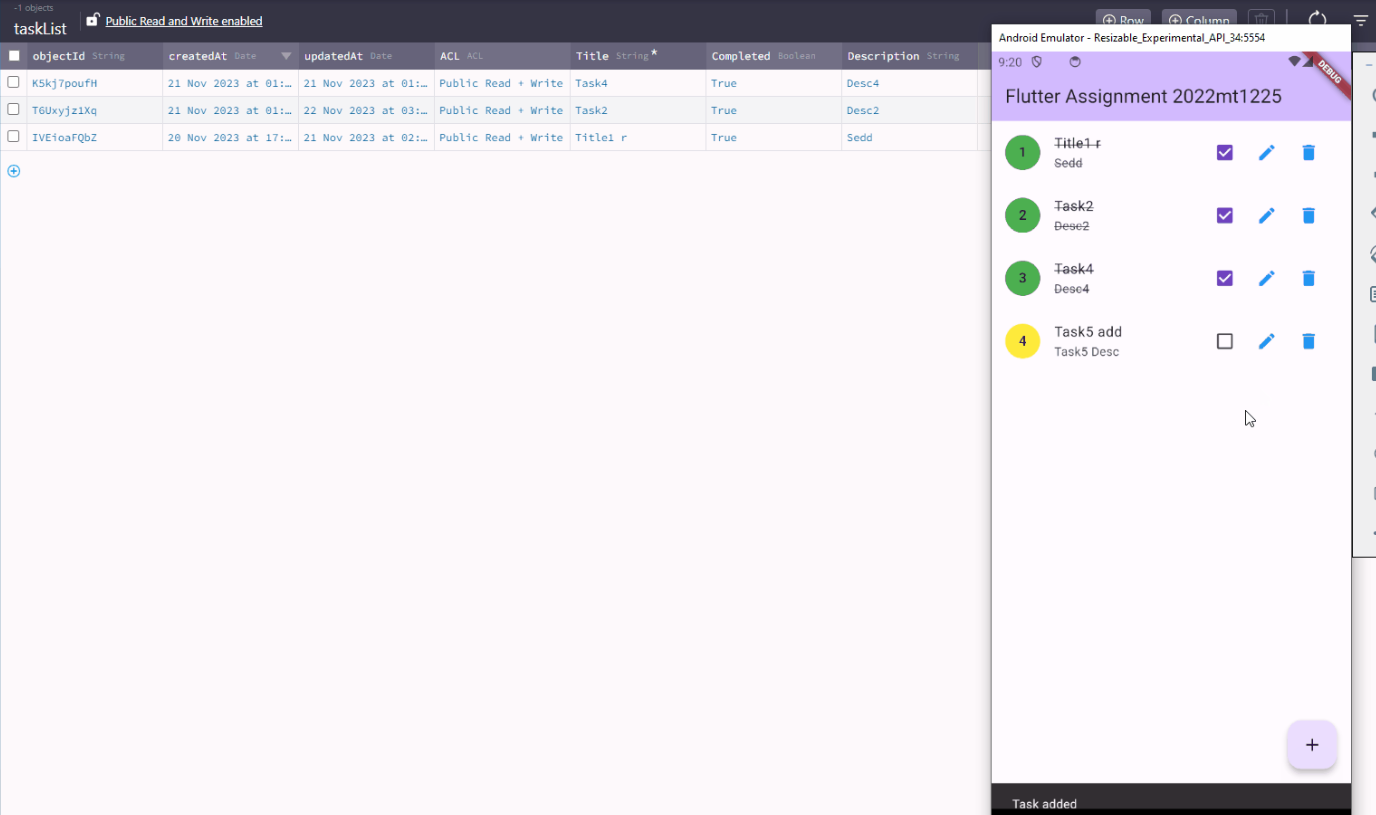 -1 objects
taskList
Public Read and Write enabled
Row
Column
objectId String
createdAt Date
updatedAt Date
ACL ACL
Title String *
Completed Boolean
Description String
K5kj7poufH 21 Nov 2023 at 01:... 21 Nov 2023 at 01:... Public Read + Write Task4 True Desc4
T6Uxyjz1Xq 21 Nov 2023 at 01:... 22 Nov 2023 at 03:... Public Read + Write Task2 True Desc2
IVEioaFQbZ 20 Nov 2023 at 17:... 21 Nov 2023 at 02:... Public Read + Write Title1 r True Sedd
Android Emulator - Resizable_Experimental_API_34:5554
9:20
DEBUG
Flutter Assignment 2022mt1225
1
Title1 r
Sedd
2
Task2
Desc2
3
Task4
Desc4
4
Task5 add
Task5 Desc
+
Task added